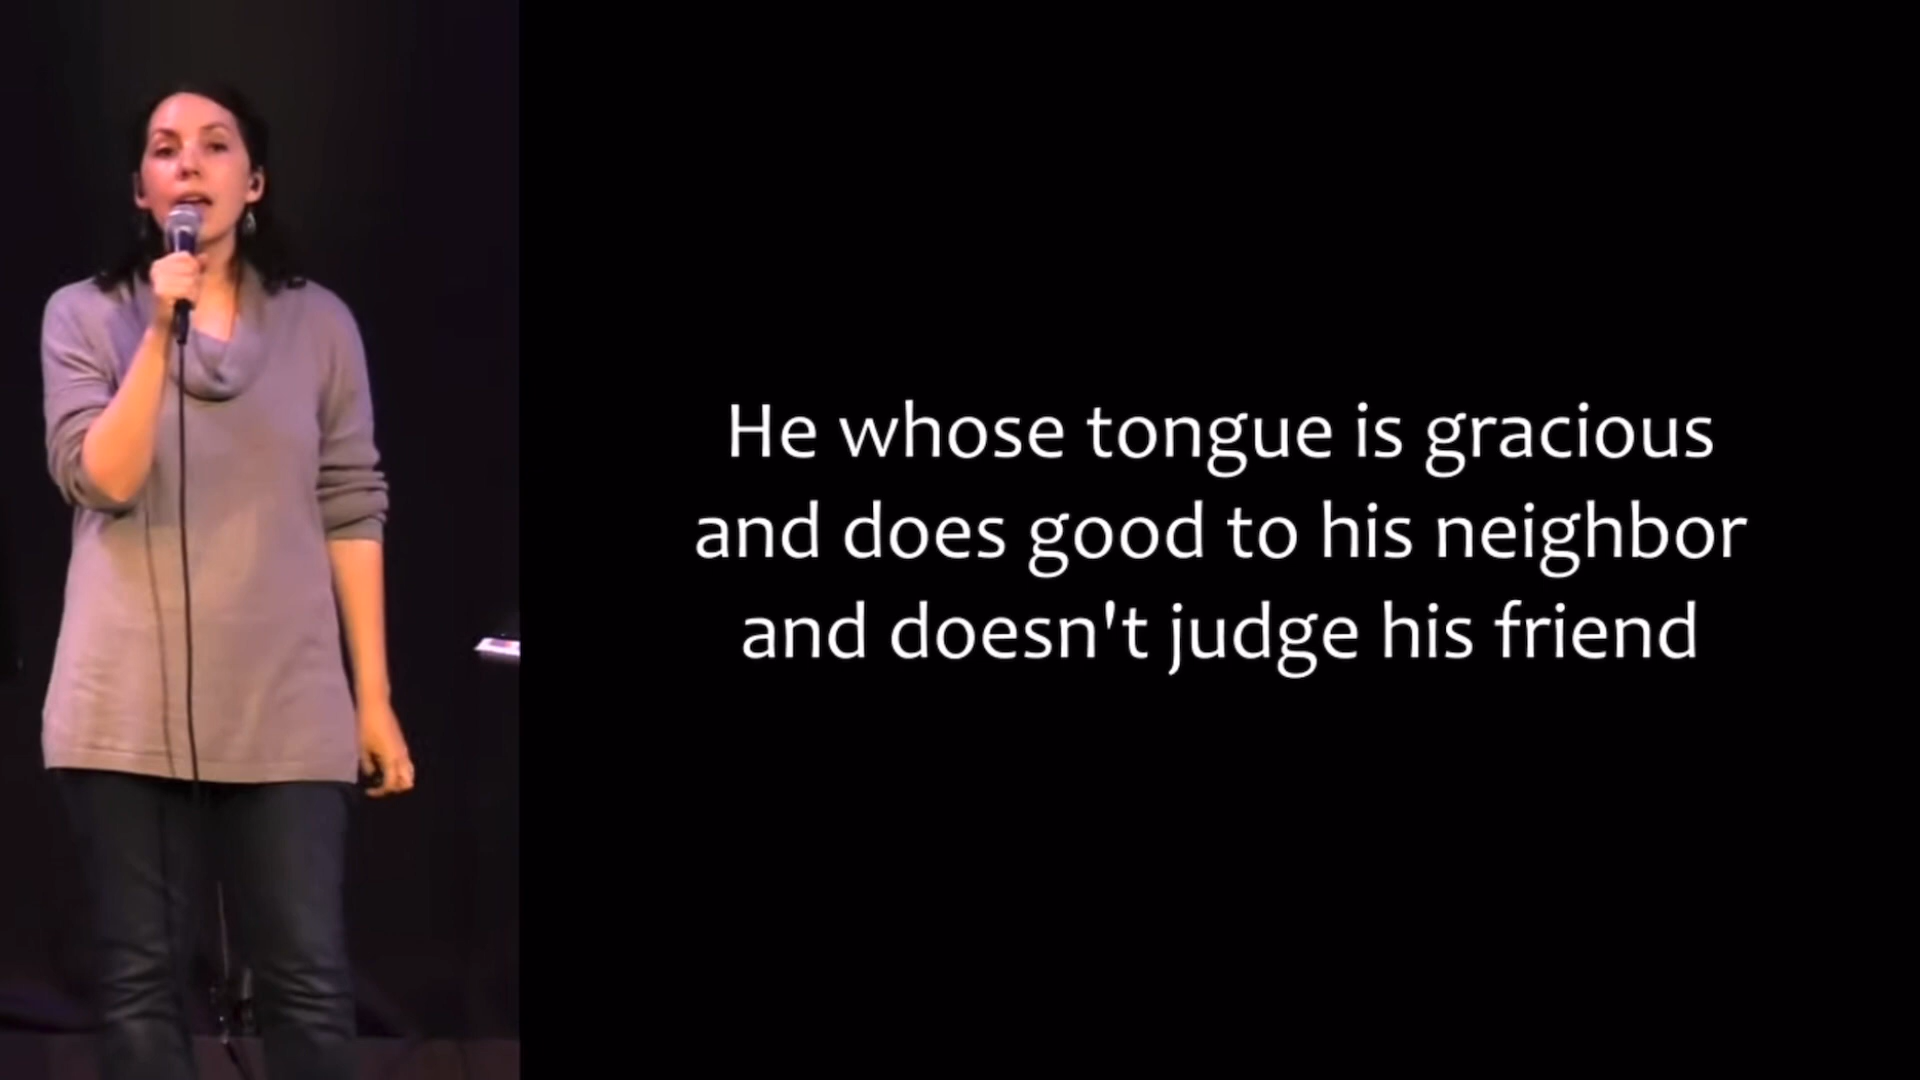 He whose tongue is gracious
and does good to his neighbor
and doesn't judge his friend